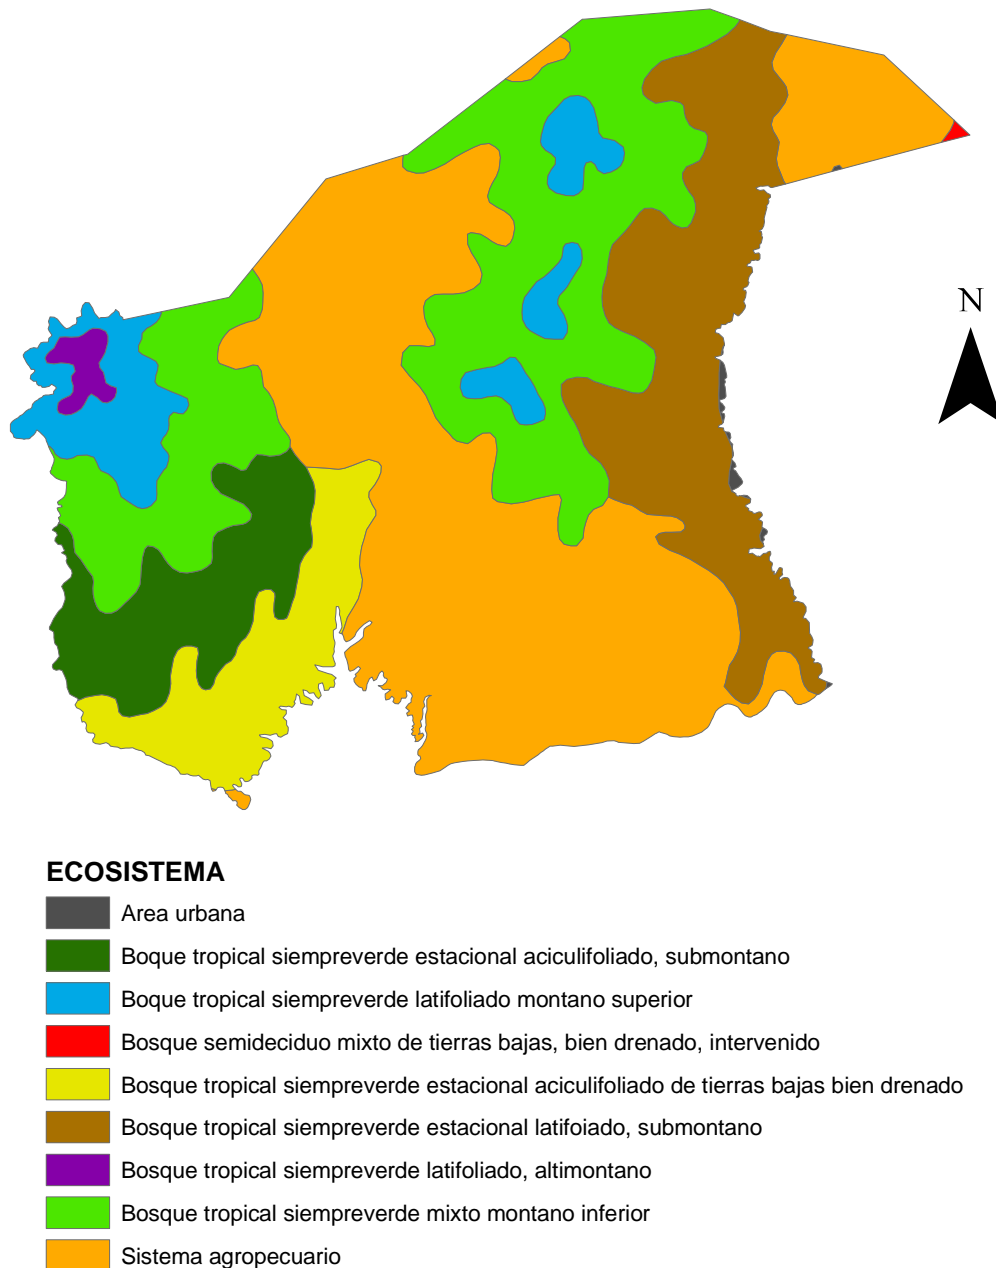 N
ECOSISTEMA
Area urbana
Boque tropical siempreverde estacional aciculifoliado, submontano
Boque tropical siempreverde latifoliado montano superior
Bosque semideciduo mixto de tierras bajas, bien drenado, intervenido
Bosque tropical siempreverde estacional aciculifoliado de tierras bajas bien drenado
Bosque tropical siempreverde estacional latifoiado, submontano
Bosque tropical siempreverde latifoliado, altimontano
Bosque tropical siempreverde mixto montano inferior
Sistema agropecuario